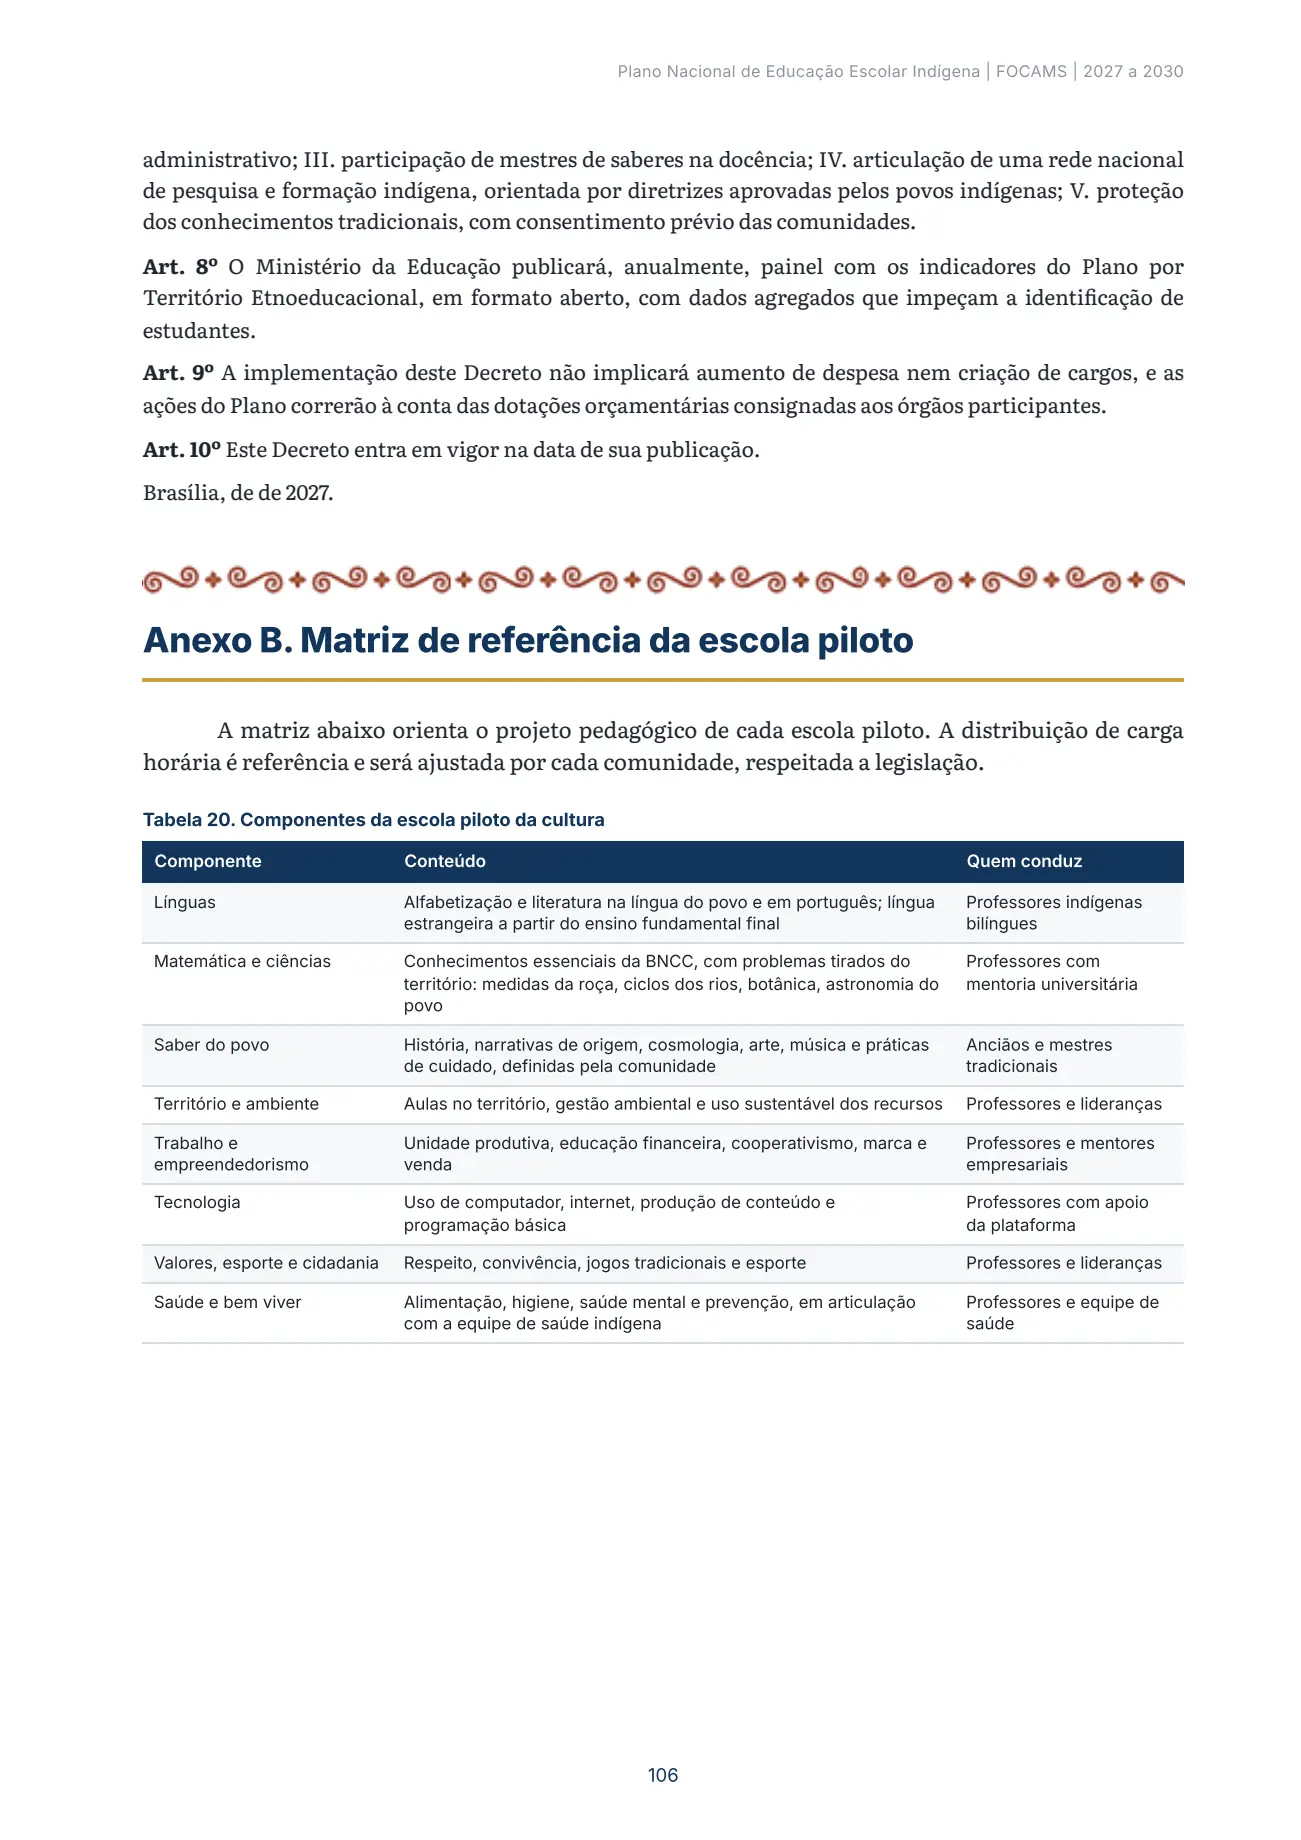 Plano Nacional de Educação Escolar Indígena | FOCAMS | 2027 a 2030
administrativo; III. participação de mestres de saberes na docência; IV. articulação de uma rede nacional
de pesquisa e formação indígena, orientada por diretrizes aprovadas pelos povos indígenas; V. proteção
dos conhecimentos tradicionais, com consentimento prévio das comunidades.
Art. 8º O Ministério da Educação publicará, anualmente, painel com os indicadores do Plano por
Território Etnoeducacional, em formato aberto, com dados agregados que impeçam a identificação de
estudantes.
Art. 9º A implementação deste Decreto não implicará aumento de despesa nem criação de cargos, e as
ações do Plano correrão à conta das dotações orçamentárias consignadas aos órgãos participantes.
Art. 10º Este Decreto entra em vigor na data de sua publicação.
Brasília, de de 2027.
Anexo B. Matriz de referência da escola piloto
A matriz abaixo orienta o projeto pedagógico de cada escola piloto. A distribuição de carga
horária é referência e será ajustada por cada comunidade, respeitada a legislação.
Tabela 20. Componentes da escola piloto da cultura
Componente Conteúdo Quem conduz
Línguas Alfabetização e literatura na língua do povo e em português; língua Professores indígenas
estrangeira a partir do ensino fundamental final bilíngues
Matemática e ciências Conhecimentos essenciais da BNCC, com problemas tirados do Professores com
território: medidas da roça, ciclos dos rios, botânica, astronomia do mentoria universitária
povo
Saber do povo História, narrativas de origem, cosmologia, arte, música e práticas Anciãos e mestres
de cuidado, definidas pela comunidade tradicionais
Território e ambiente Aulas no território, gestão ambiental e uso sustentável dos recursos Professores e lideranças
Trabalho e Unidade produtiva, educação financeira, cooperativismo, marca e Professores e mentores
empreendedorismo venda empresariais
Tecnologia Uso de computador, internet, produção de conteúdo e Professores com apoio
programação básica da plataforma
Valores, esporte e cidadania Respeito, convivência, jogos tradicionais e esporte Professores e lideranças
Saúde e bem viver Alimentação, higiene, saúde mental e prevenção, em articulação Professores e equipe de
com a equipe de saúde indígena saúde
106